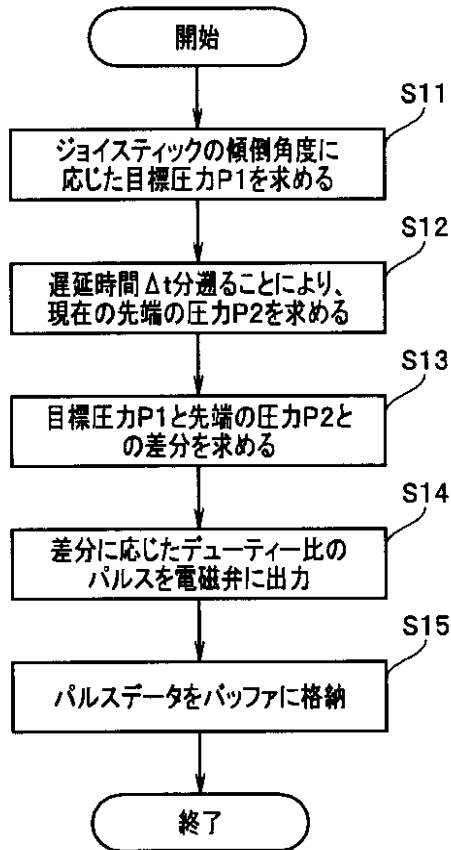 開始
S11
ジョイスティックの傾倒角度に
応じた目標圧力P1を求める
S12
遅延時間Δt分遡ることにより、
現在の先端の圧力P2を求める
S13
目標圧力P1と先端の圧力P2と
の差分を求める
S14
差分に応じたデューティー比の
パルスを電磁弁に出力
S15
パルスデータをバッファに格納
終了